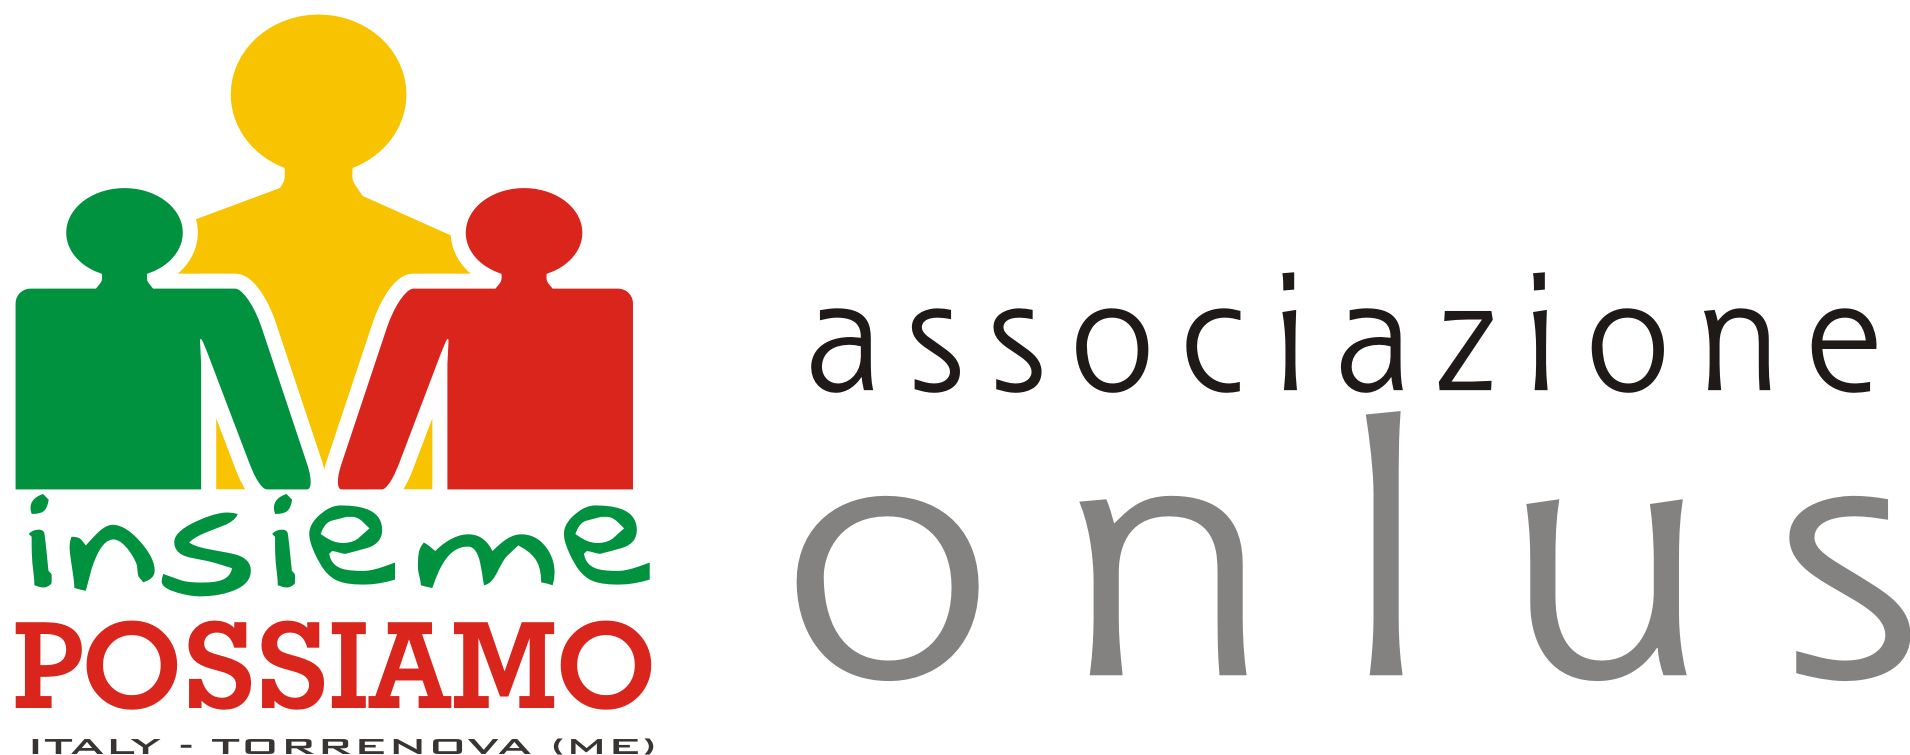 insieme
POSSIAMO
ITALY - TORRENOVA (ME)
associazione
onlus